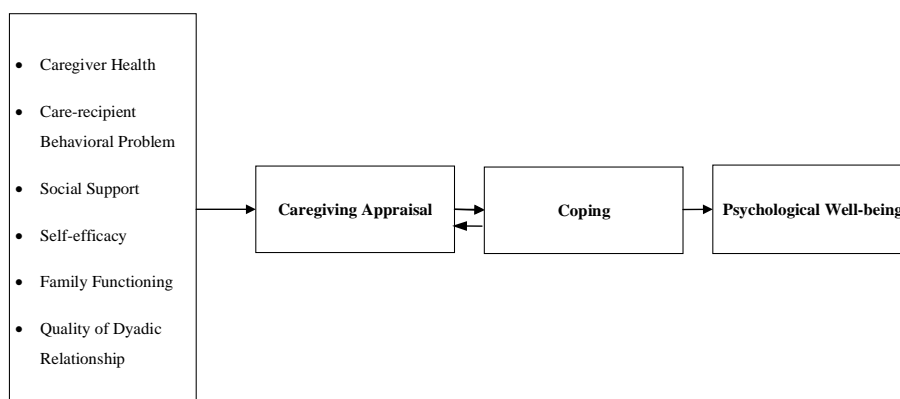 • Caregiver Health
• Care-recipient
Behavioral Problem
• Social Support
• Self-efficacy
• Family Functioning
• Quality of Dyadic
Relationship
Caregiving Appraisal
Coping
Psychological Well-being